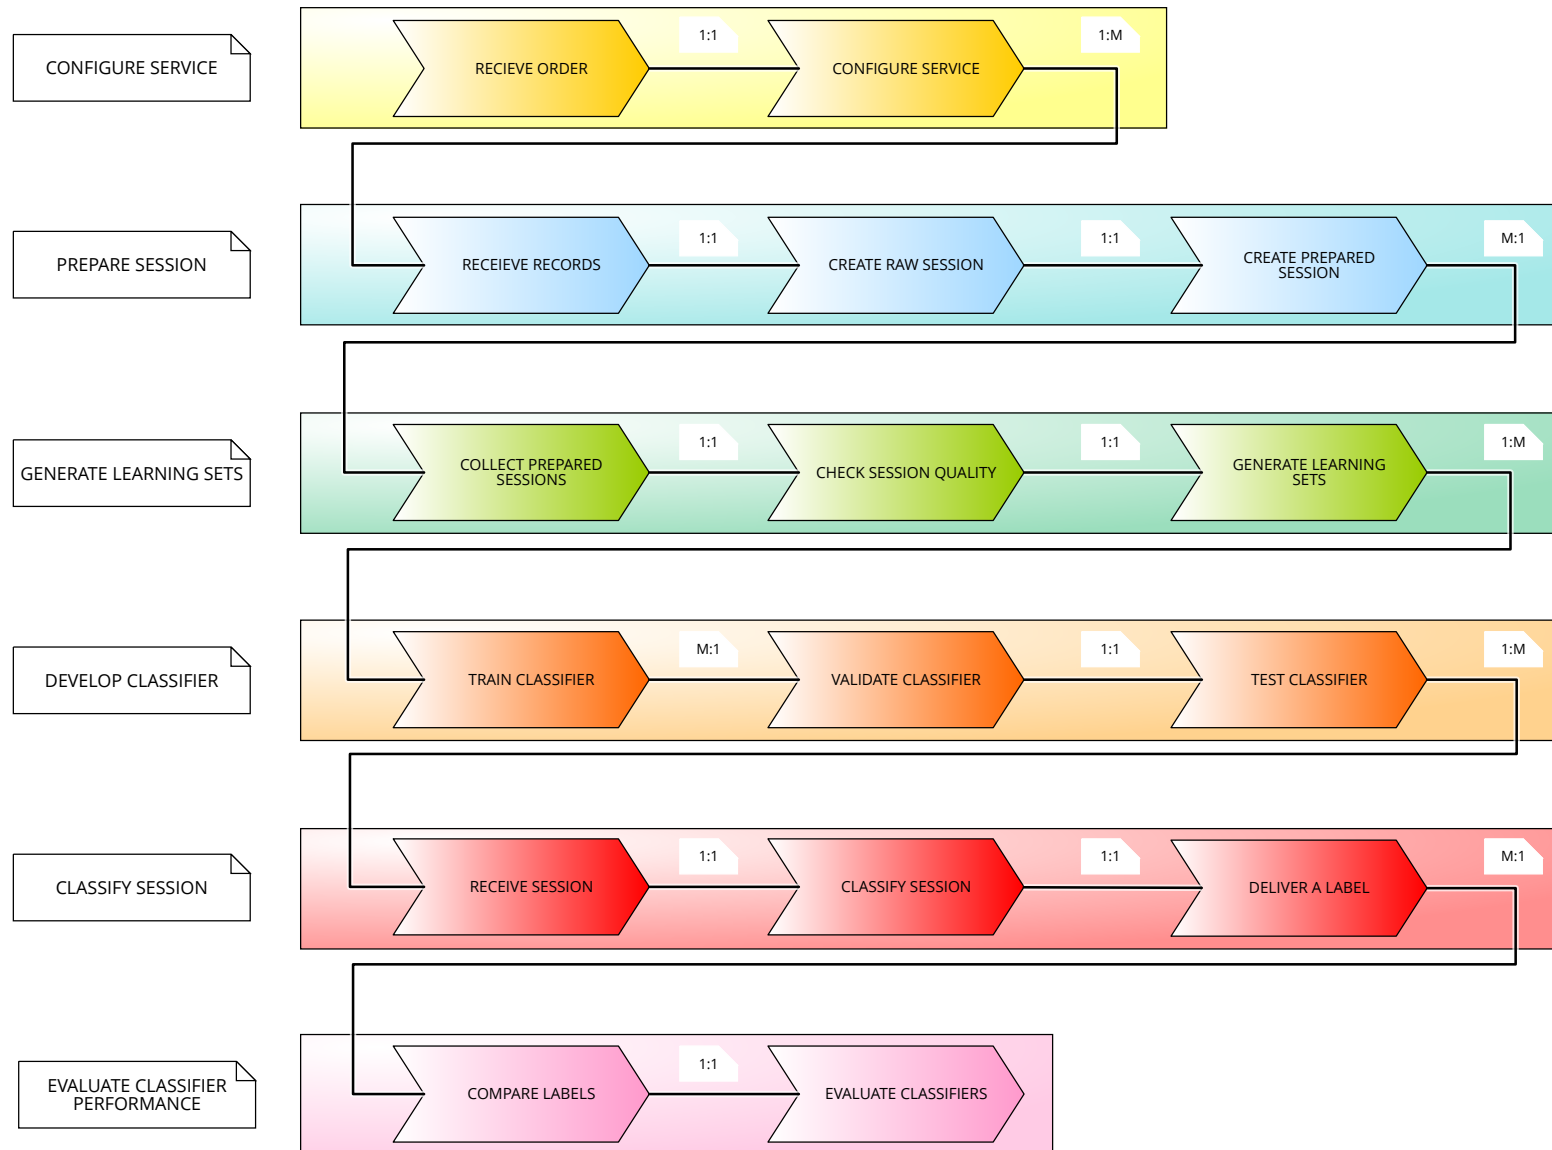 CONFIGURE SERVICE
RECIEVE ORDER
1:1
CONFIGURE SERVICE
1:M
PREPARE SESSION
RECEIEVE RECORDS
1:1
CREATE RAW SESSION
1:1
CREATE PREPARED
SESSION
M:1
GENERATE LEARNING SETS
COLLECT PREPARED
SESSIONS
1:1
CHECK SESSION QUALITY
1:1
GENERATE LEARNING
SETS
1:M
DEVELOP CLASSIFIER
TRAIN CLASSIFIER
M:1
VALIDATE CLASSIFIER
1:1
TEST CLASSIFIER
1:M
CLASSIFY SESSION
RECEIVE SESSION
1:1
CLASSIFY SESSION
1:1
DELIVER A LABEL
M:1
EVALUATE CLASSIFIER
PERFORMANCE
COMPARE LABELS
1:1
EVALUATE CLASSIFIERS